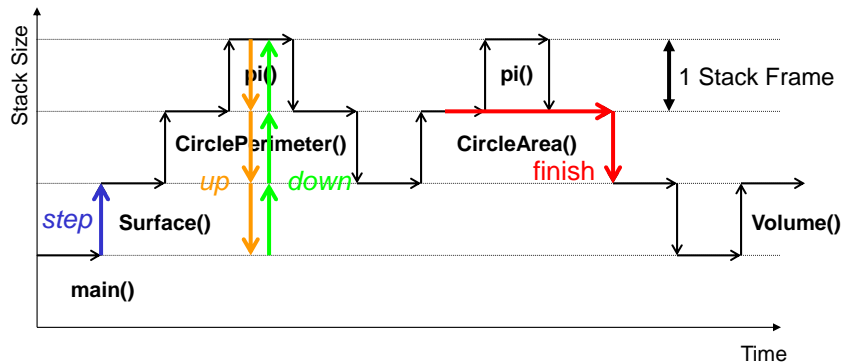 Stack Size
pi()
pi()
1 Stack Frame
CirclePerimeter()
CircleArea()
up
down
finish
step
Surface()
Volume()
main()
Time